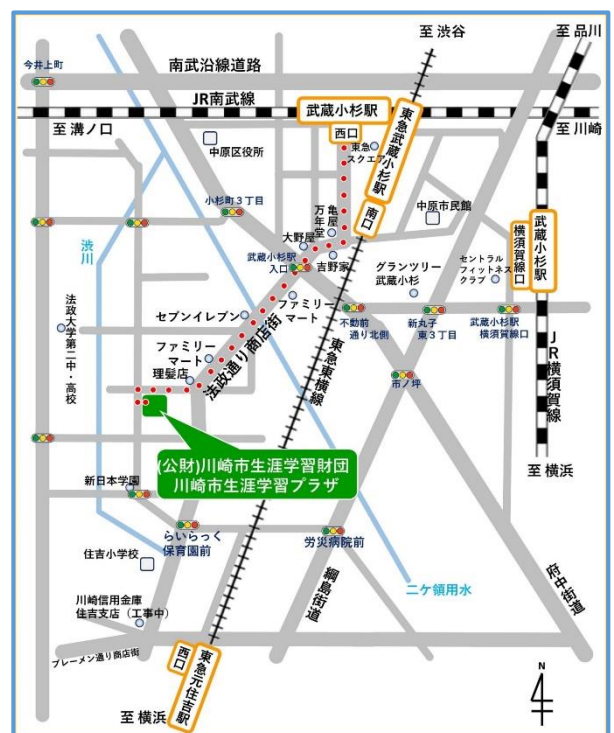 至 渋谷
至 品川
今井上町
南武沿線道路
JR南武線
武蔵小杉駅
西口
至 溝ノ口
至 川崎
中原区役所
東急
スクエア
東急武蔵小杉駅
南口
小杉町3丁目
亀屋
万年堂
中原市民館
大野屋
武蔵小杉駅
入口
吉野家
渋川
グランツリー
武蔵小杉
セントラル
フィットネス
クラブ
横須賀線口
武蔵小杉駅
法政大学第二中・高校
セブンイレブン
ファミリー
マート
不動前
通り北側
新丸子
東3丁目
武蔵小杉駅
横須賀線口
ファミリー
マート
法政通り商店街
東急東横線
JR横須賀線
理髪店
市ノ坪
(公財)川崎市生涯学習財団
川崎市生涯学習プラザ
至 横浜
新日本学園
らいらっく
保育園前
労災病院前
住吉小学校
綱島街道
二ケ領用水
府中街道
川崎信用金庫
住吉支店（工事中）
ブレーメン通り商店街
西口
東急元住吉駅
至 横浜
N